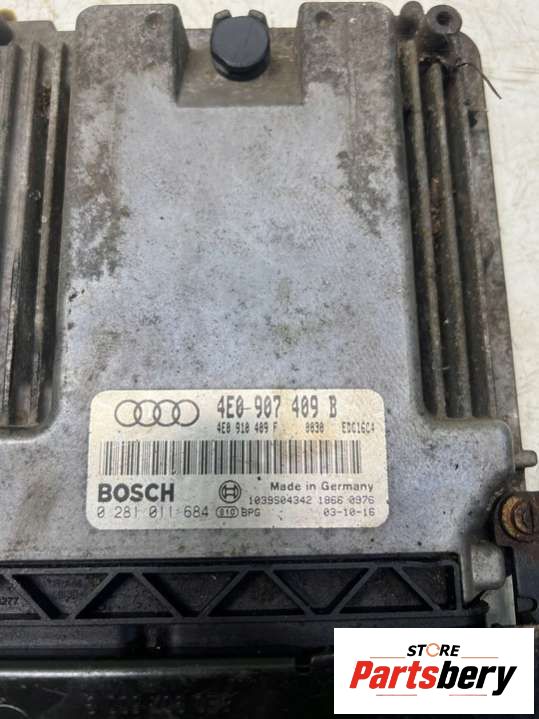 4E0 907 409 B
4E0 910 409 F 0030 EDC16C4
BOSCH Made in Germany
1039S04342 1866 0976
0 281 011 684 010 BPG 03-10-16
STORE
Partsbery